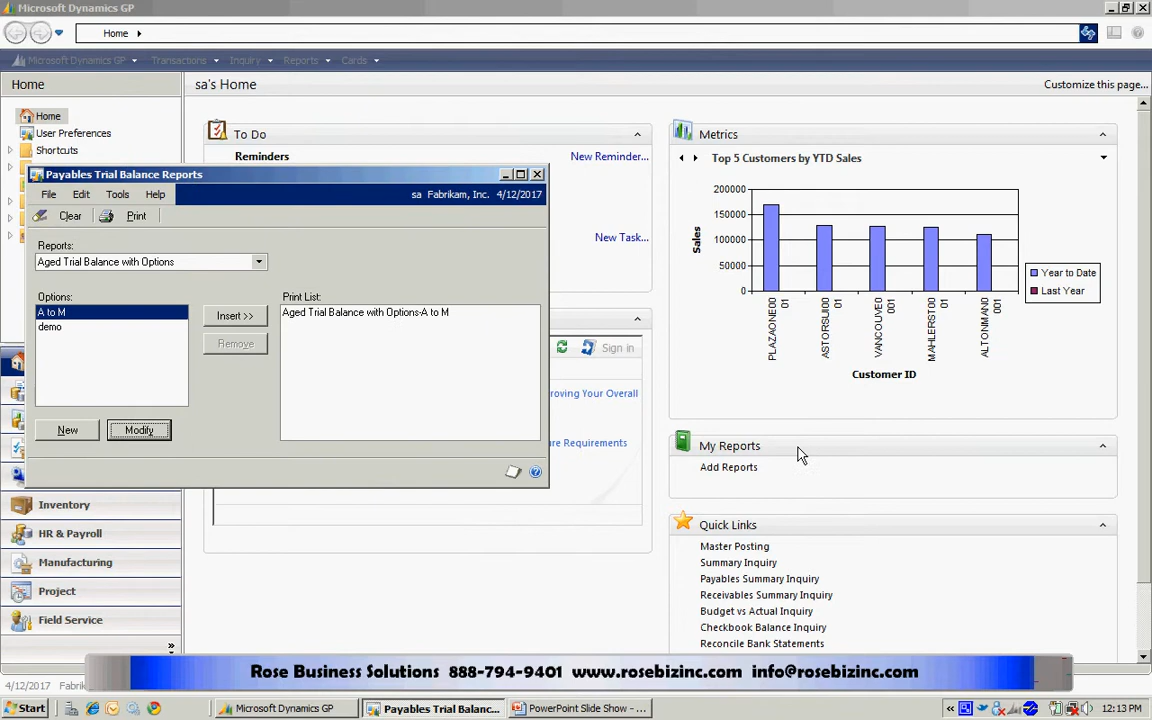 Microsoft Dynamics GP
Home
Microsoft Dynamics GP Transactions Inquiry Reports Cards
Home
sa's Home
Customize this page...
Home
User Preferences
Shortcuts
To Do
Reminders
New Reminder...
New Task...
Sign in
roving Your Overall
ure Requirements
Payables Trial Balance Reports
File Edit Tools Help
sa Fabrikam, Inc. 4/12/2017
Clear Print
Reports:
Aged Trial Balance with Options
Options:
A to M
demo
Insert >>
Remove
Print List:
Aged Trial Balance with Options-A to M
New Modify
Inventory
HR & Payroll
Manufacturing
Project
Field Service
Metrics
Top 5 Customers by YTD Sales
200000
150000
100000
50000
0
Sales
PLAZAONE0001
ASTORSUI0001
VANCOUVE0001
MAHLERST0001
ALTONMAN0001
Customer ID
Year to Date
Last Year
My Reports
Add Reports
Quick Links
Master Posting
Summary Inquiry
Payables Summary Inquiry
Receivables Summary Inquiry
Budget vs Actual Inquiry
Checkbook Balance Inquiry
Reconcile Bank Statements
Rose Business Solutions 888-794-9401 www.rosebizinc.com info@rosebizinc.com
4/12/2017 Fabrik
Start
Microsoft Dynamics GP
Payables Trial Balanc...
PowerPoint Slide Show - ...
12:13 PM